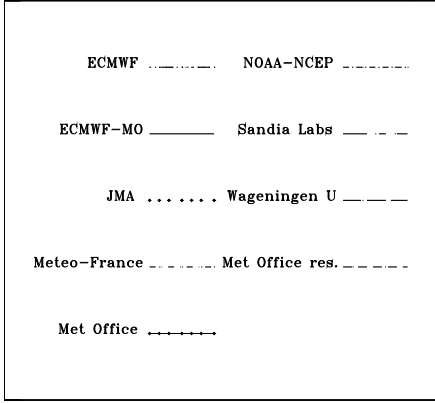 ECMWF NOAA-NCEP
ECMWF-MO Sandia Labs
JMA Wageningen U
Meteo-France Met Office res.
Met Office